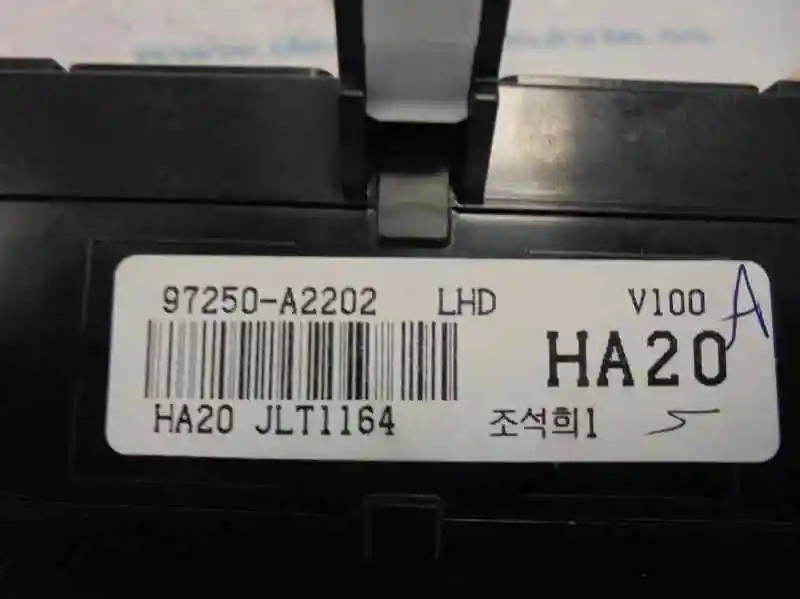 97250-A2202 LHD V100 A
HA20
HA20 JLT1164 조석희1